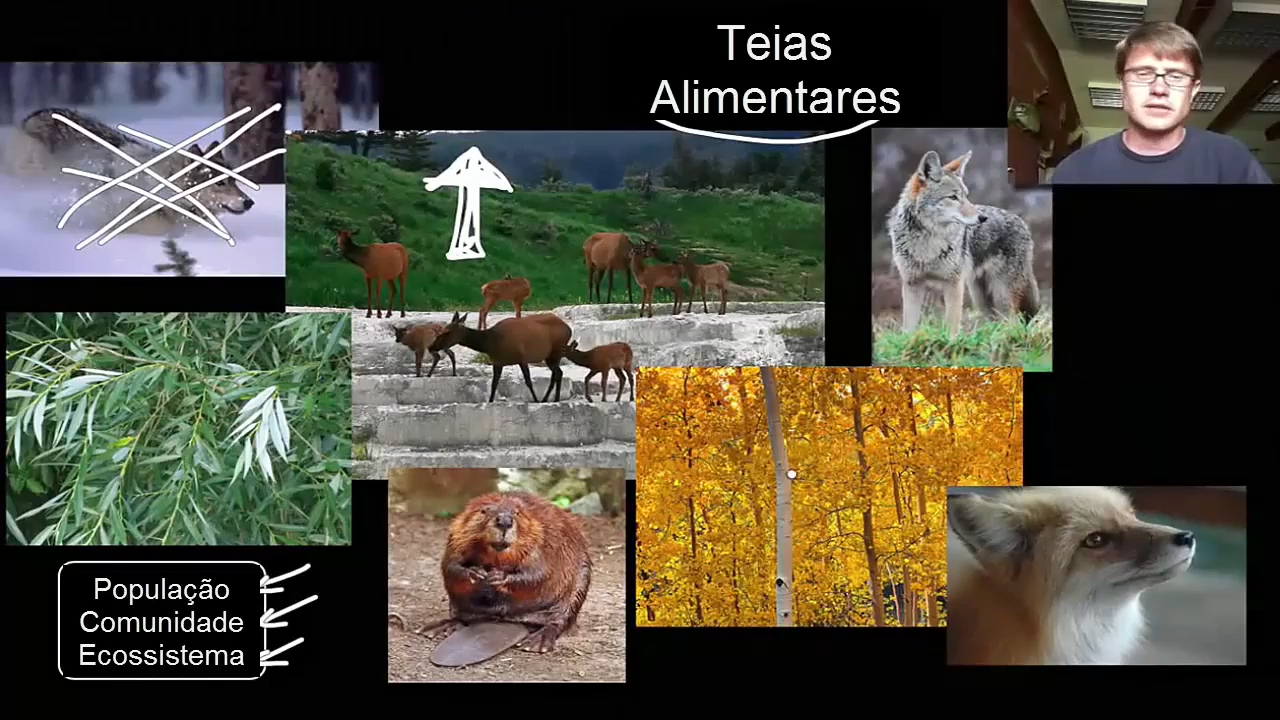 Teias
Alimentares
População
Comunidade
Ecossistema